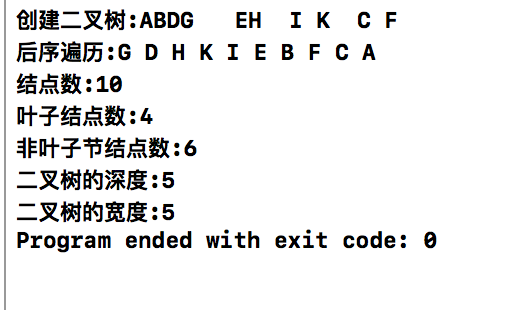 创建二叉树:ABDG   EH  I K  C F
后序遍历:G D H K I E B F C A
结点数:10
叶子结点数:4
非叶子节结点数:6
二叉树的深度:5
二叉树的宽度:5
Program ended with exit code: 0